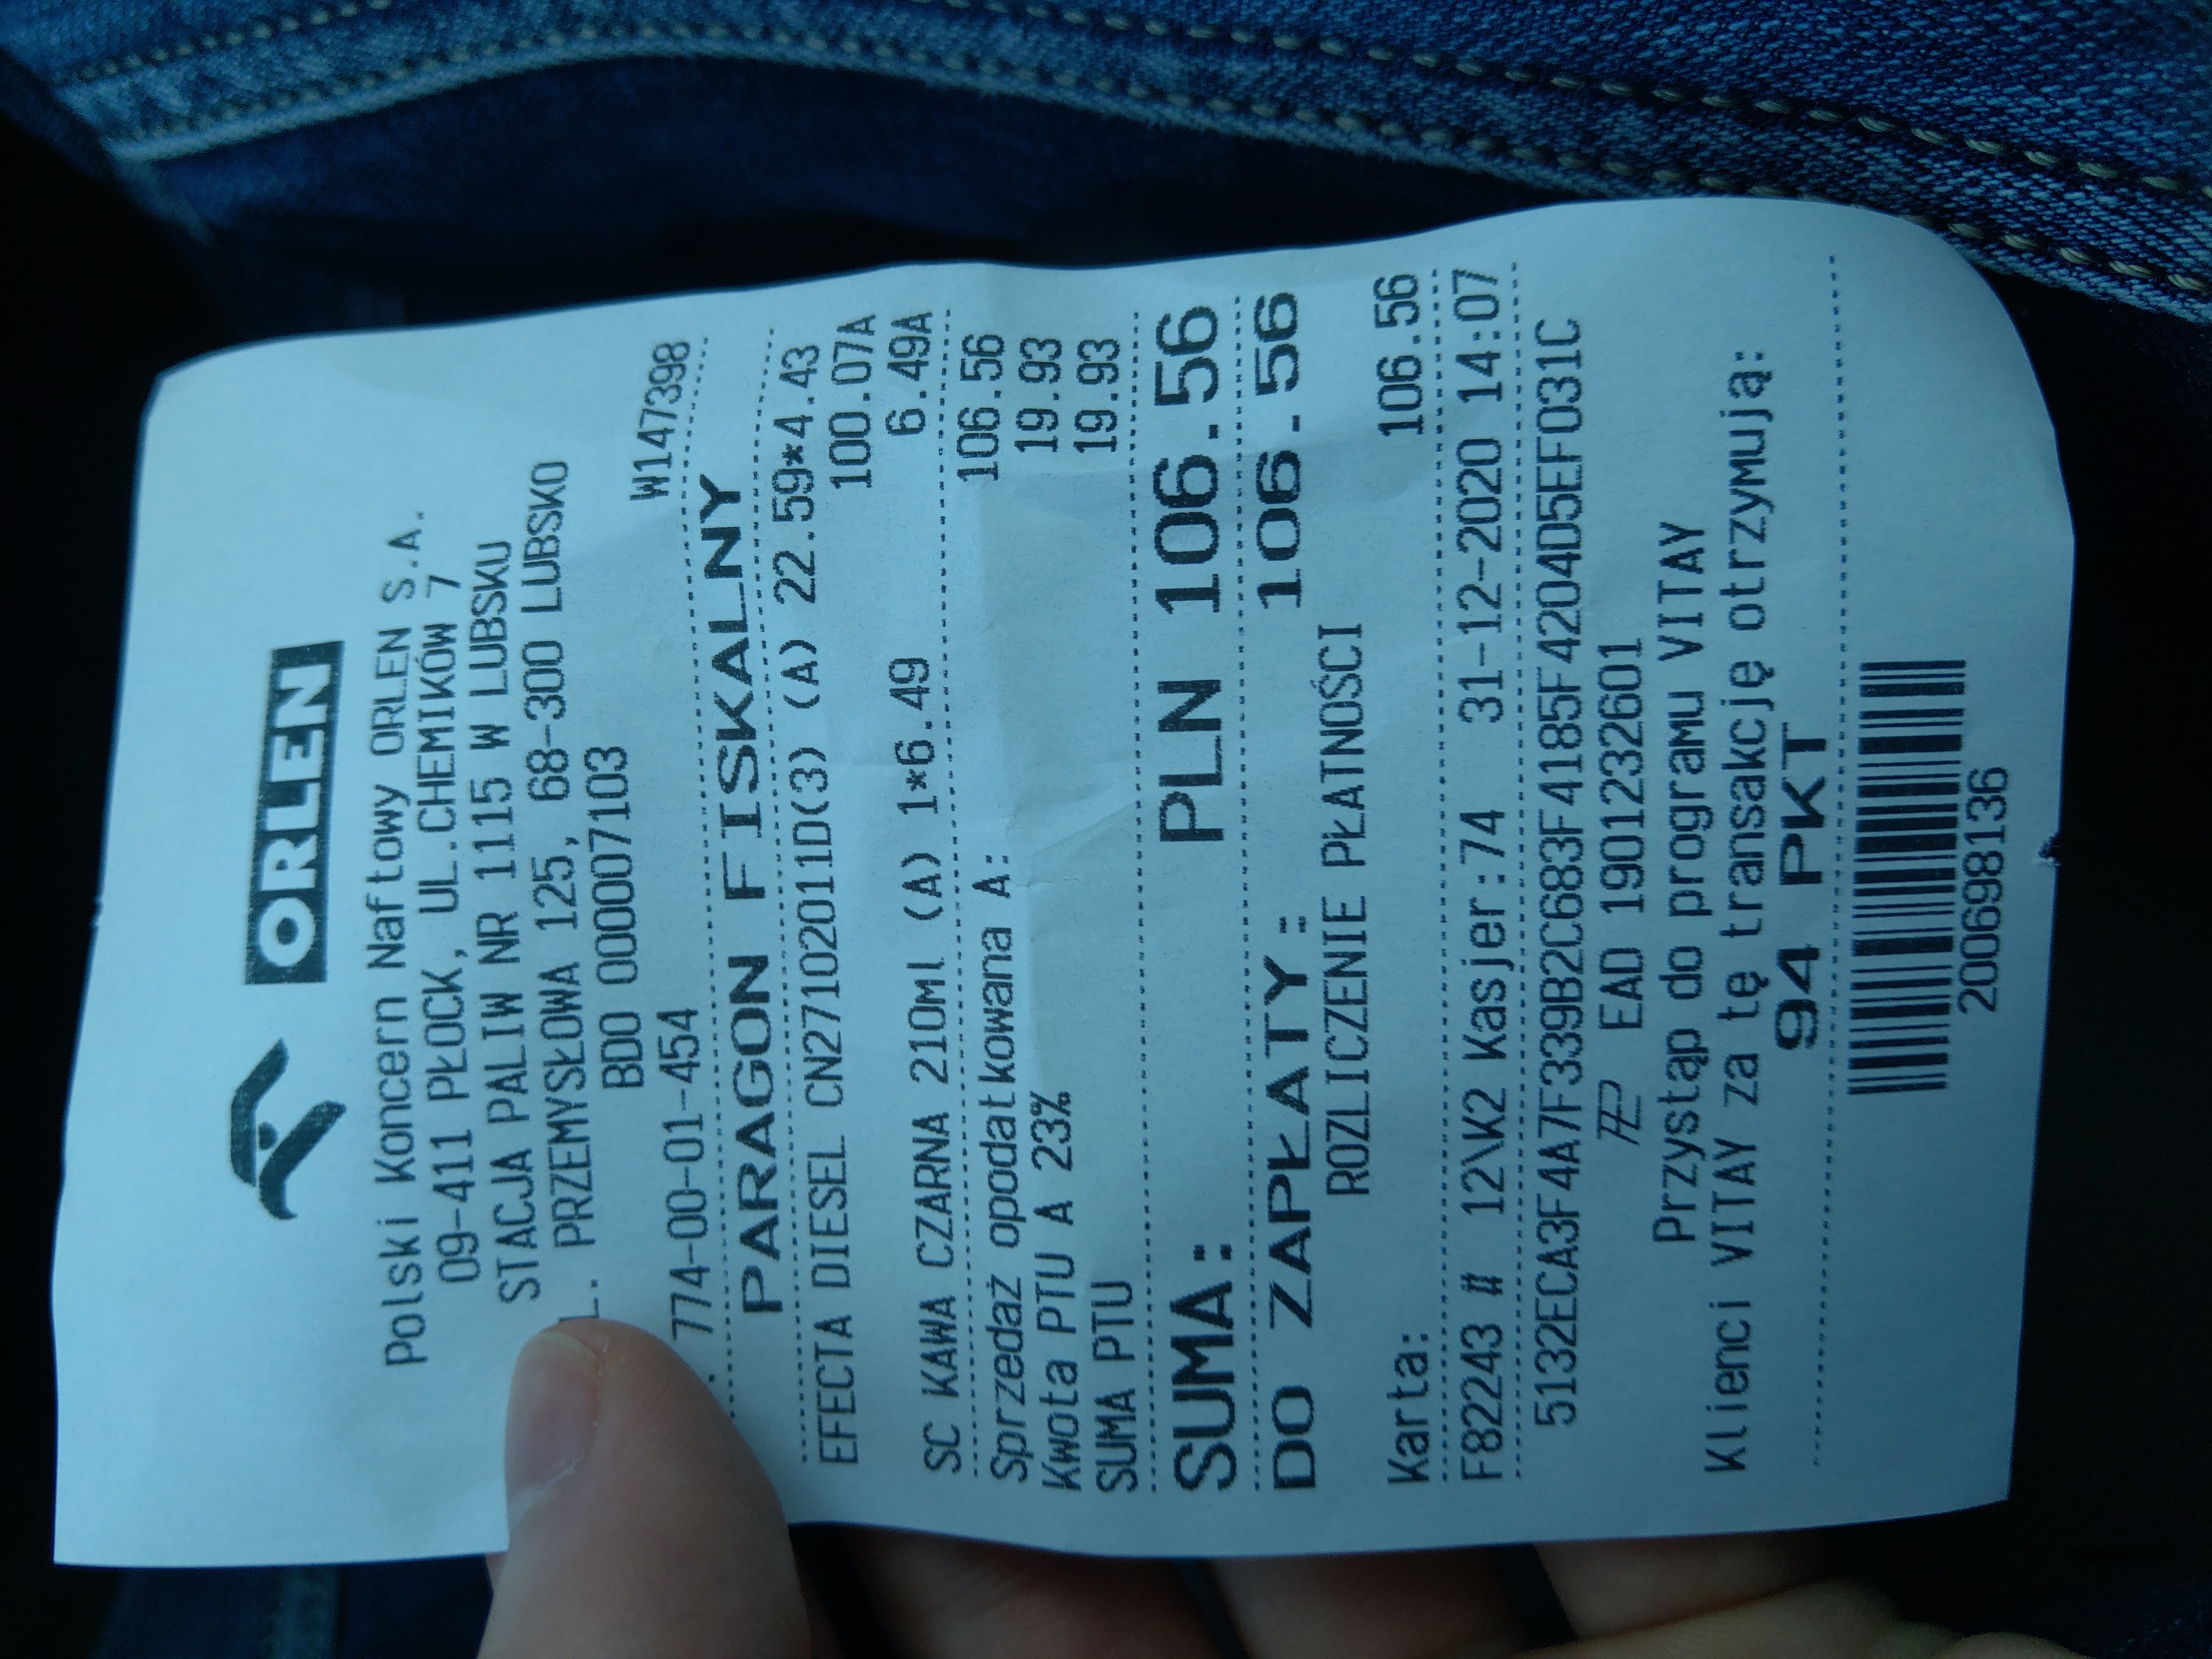 ORLEN
Polski Koncern Naftowy ORLEN S.A.
09-411 PŁOCK, UL.CHEMIKÓW 7
STACJA PALIW NR 1115 W LUBSKU
L. PRZEMYSŁOWA 125, 68-300 LUBSKO
BDO 000007103
. 774-00-01-454 W147398
PARAGON FISKALNY
EFECTA DIESEL CN27102011D(3) (A) 22.59*4.43
100.07A
SC KAWA CZARNA 210ml (A) 1*6.49 6.49A
Sprzedaż opodatkowana A: 106.56
Kwota PTU A 23% 19.93
SUMA PTU 19.93
SUMA: PLN 106.56
DO ZAPŁATY: 106.56
ROZLICZENIE PŁATNOŚCI
Karta: 106.56
F82243 # 12\K2 Kasjer:74 31-12-2020 14:07
5132ECA3F4A7F339B2C683F4185F4204D5EF031C
EAD 1901232601
Przystąp do programu VITAY
Klienci VITAY za tę transakcję otrzymują:
94 PKT
200698136